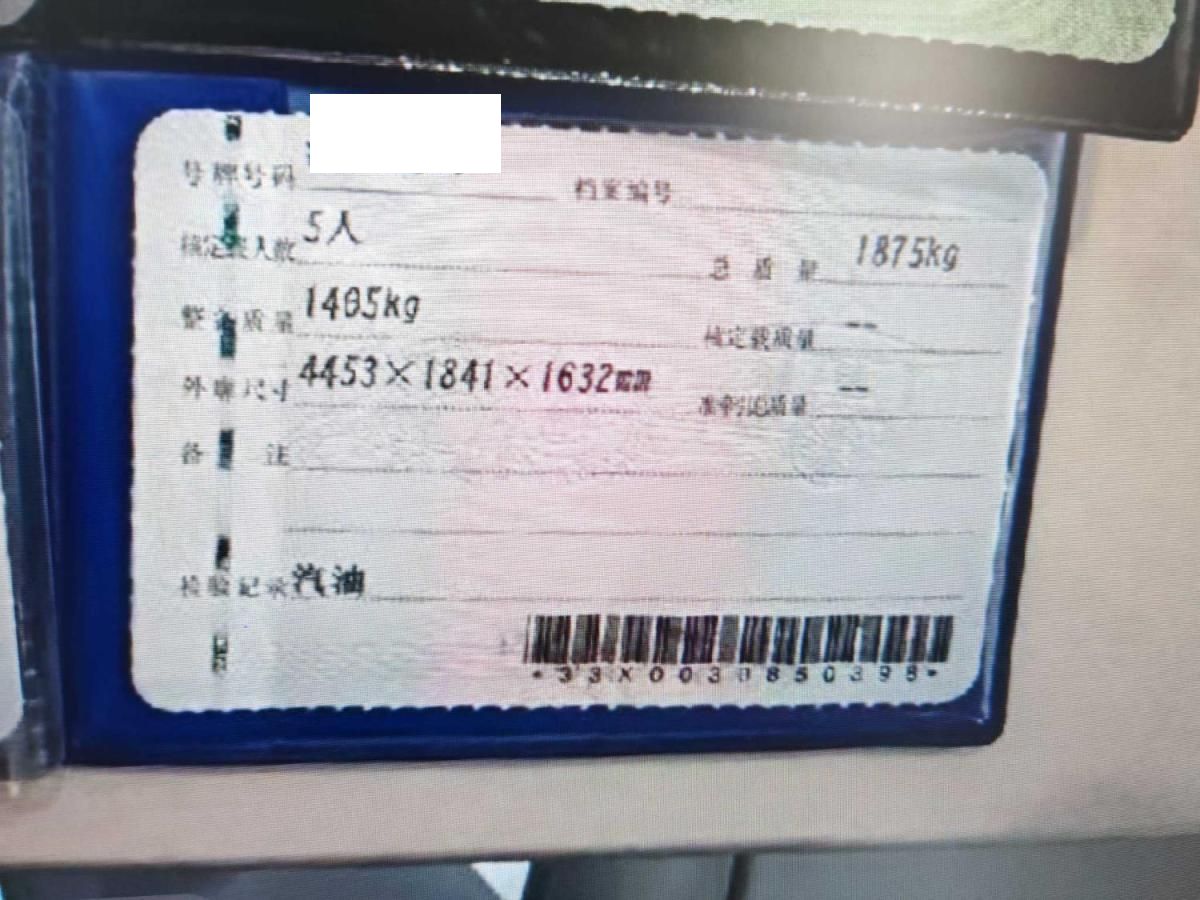 号牌号码 档案编号
核定载人数 5人 总质量 1875kg
整备质量 1405kg 核定载质量 --
外廓尺寸 4453×1841×1632mm 准牵引总质量 --
备注
检验记录 汽油